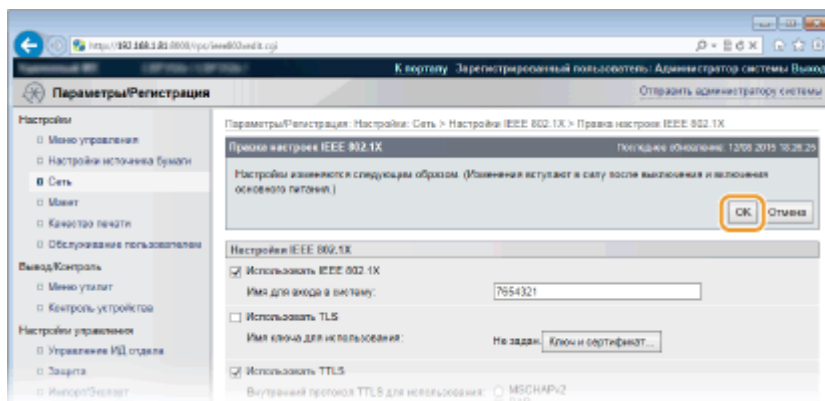 http://192.168.1.81:8000/rps/ieee802xedit.cgi
К порталу Зарегистрированный пользователь: Администратор системы Выход
Параметры/Регистрация
Отправить администратору системы
Настройки
Меню управления
Настройки источника бумаги
Сеть
Макет
Качество печати
Обслуживание пользователем
Вывод/Контроль
Меню утилит
Контроль устройства
Настройки управления
Управление ИД отдела
Защита
Импорт/Экспорт
Параметры/Регистрация: Настройки: Сеть > Настройки IEEE 802.1X > Правка настроек IEEE 802.1X
Правка настроек IEEE 802.1X
Последнее обновление: 12/08 2015 18:28:25
Настройки изменяются следующим образом. (Изменения вступают в силу после выключения и включения
основного питания.)
OK Отмена
Настройки IEEE 802.1X
Использовать IEEE 802.1X
Имя для входа в систему: 7654321
Использовать TLS
Имя ключа для использования: Не задан. Ключ и сертификат...
Использовать TTLS
Внутренний протокол TTLS для использования: MSCHAPv2